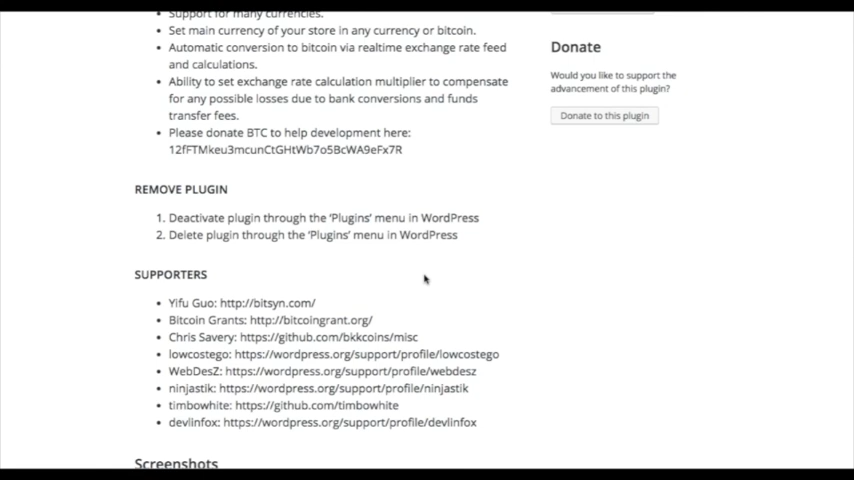 Support for many currencies.
Set main currency of your store in any currency or bitcoin.
Automatic conversion to bitcoin via realtime exchange rate feed
and calculations.
Ability to set exchange rate calculation multiplier to compensate
for any possible losses due to bank conversions and funds
transfer fees.
Please donate BTC to help development here:
12fFTMkeu3mcunCtGHtWb7o5BcWA9eFx7R
REMOVE PLUGIN
1. Deactivate plugin through the ‘Plugins’ menu in WordPress
2. Delete plugin through the ‘Plugins’ menu in WordPress
SUPPORTERS
Yifu Guo: http://bitsyn.com/
Bitcoin Grants: http://bitcoingrant.org/
Chris Savery: https://github.com/bkkcoins/misc
lowcostego: https://wordpress.org/support/profile/lowcostego
WebDesZ: https://wordpress.org/support/profile/webdesz
ninjastik: https://wordpress.org/support/profile/ninjastik
timbowhite: https://github.com/timbowhite
devlinfox: https://wordpress.org/support/profile/devlinfox
Screenshots
Donate
Would you like to support the
advancement of this plugin?
Donate to this plugin